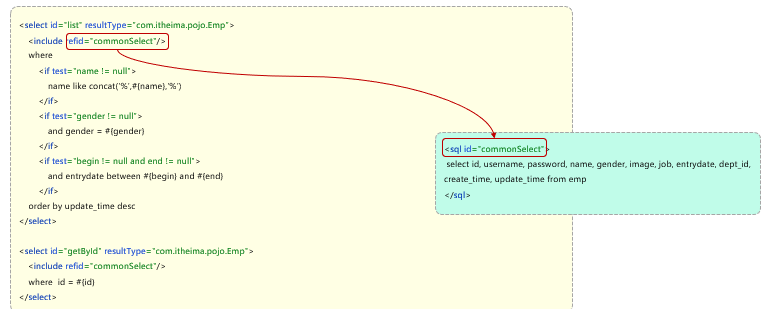 <select id="list" resultType="com.itheima.pojo.Emp">
<include refid="commonSelect"/>
where
<if test="name != null">
name like concat('%',#{name},'%')
</if>
<if test="gender != null">
and gender = #{gender}
</if>
<if test="begin != null and end != null">
and entrydate between #{begin} and #{end}
</if>
order by update_time desc
</select>
<select id="getById" resultType="com.itheima.pojo.Emp">
<include refid="commonSelect"/>
where id = #{id}
</select>
<sql id="commonSelect">
select id, username, password, name, gender, image, job, entrydate, dept_id,
create_time, update_time from emp
</sql>